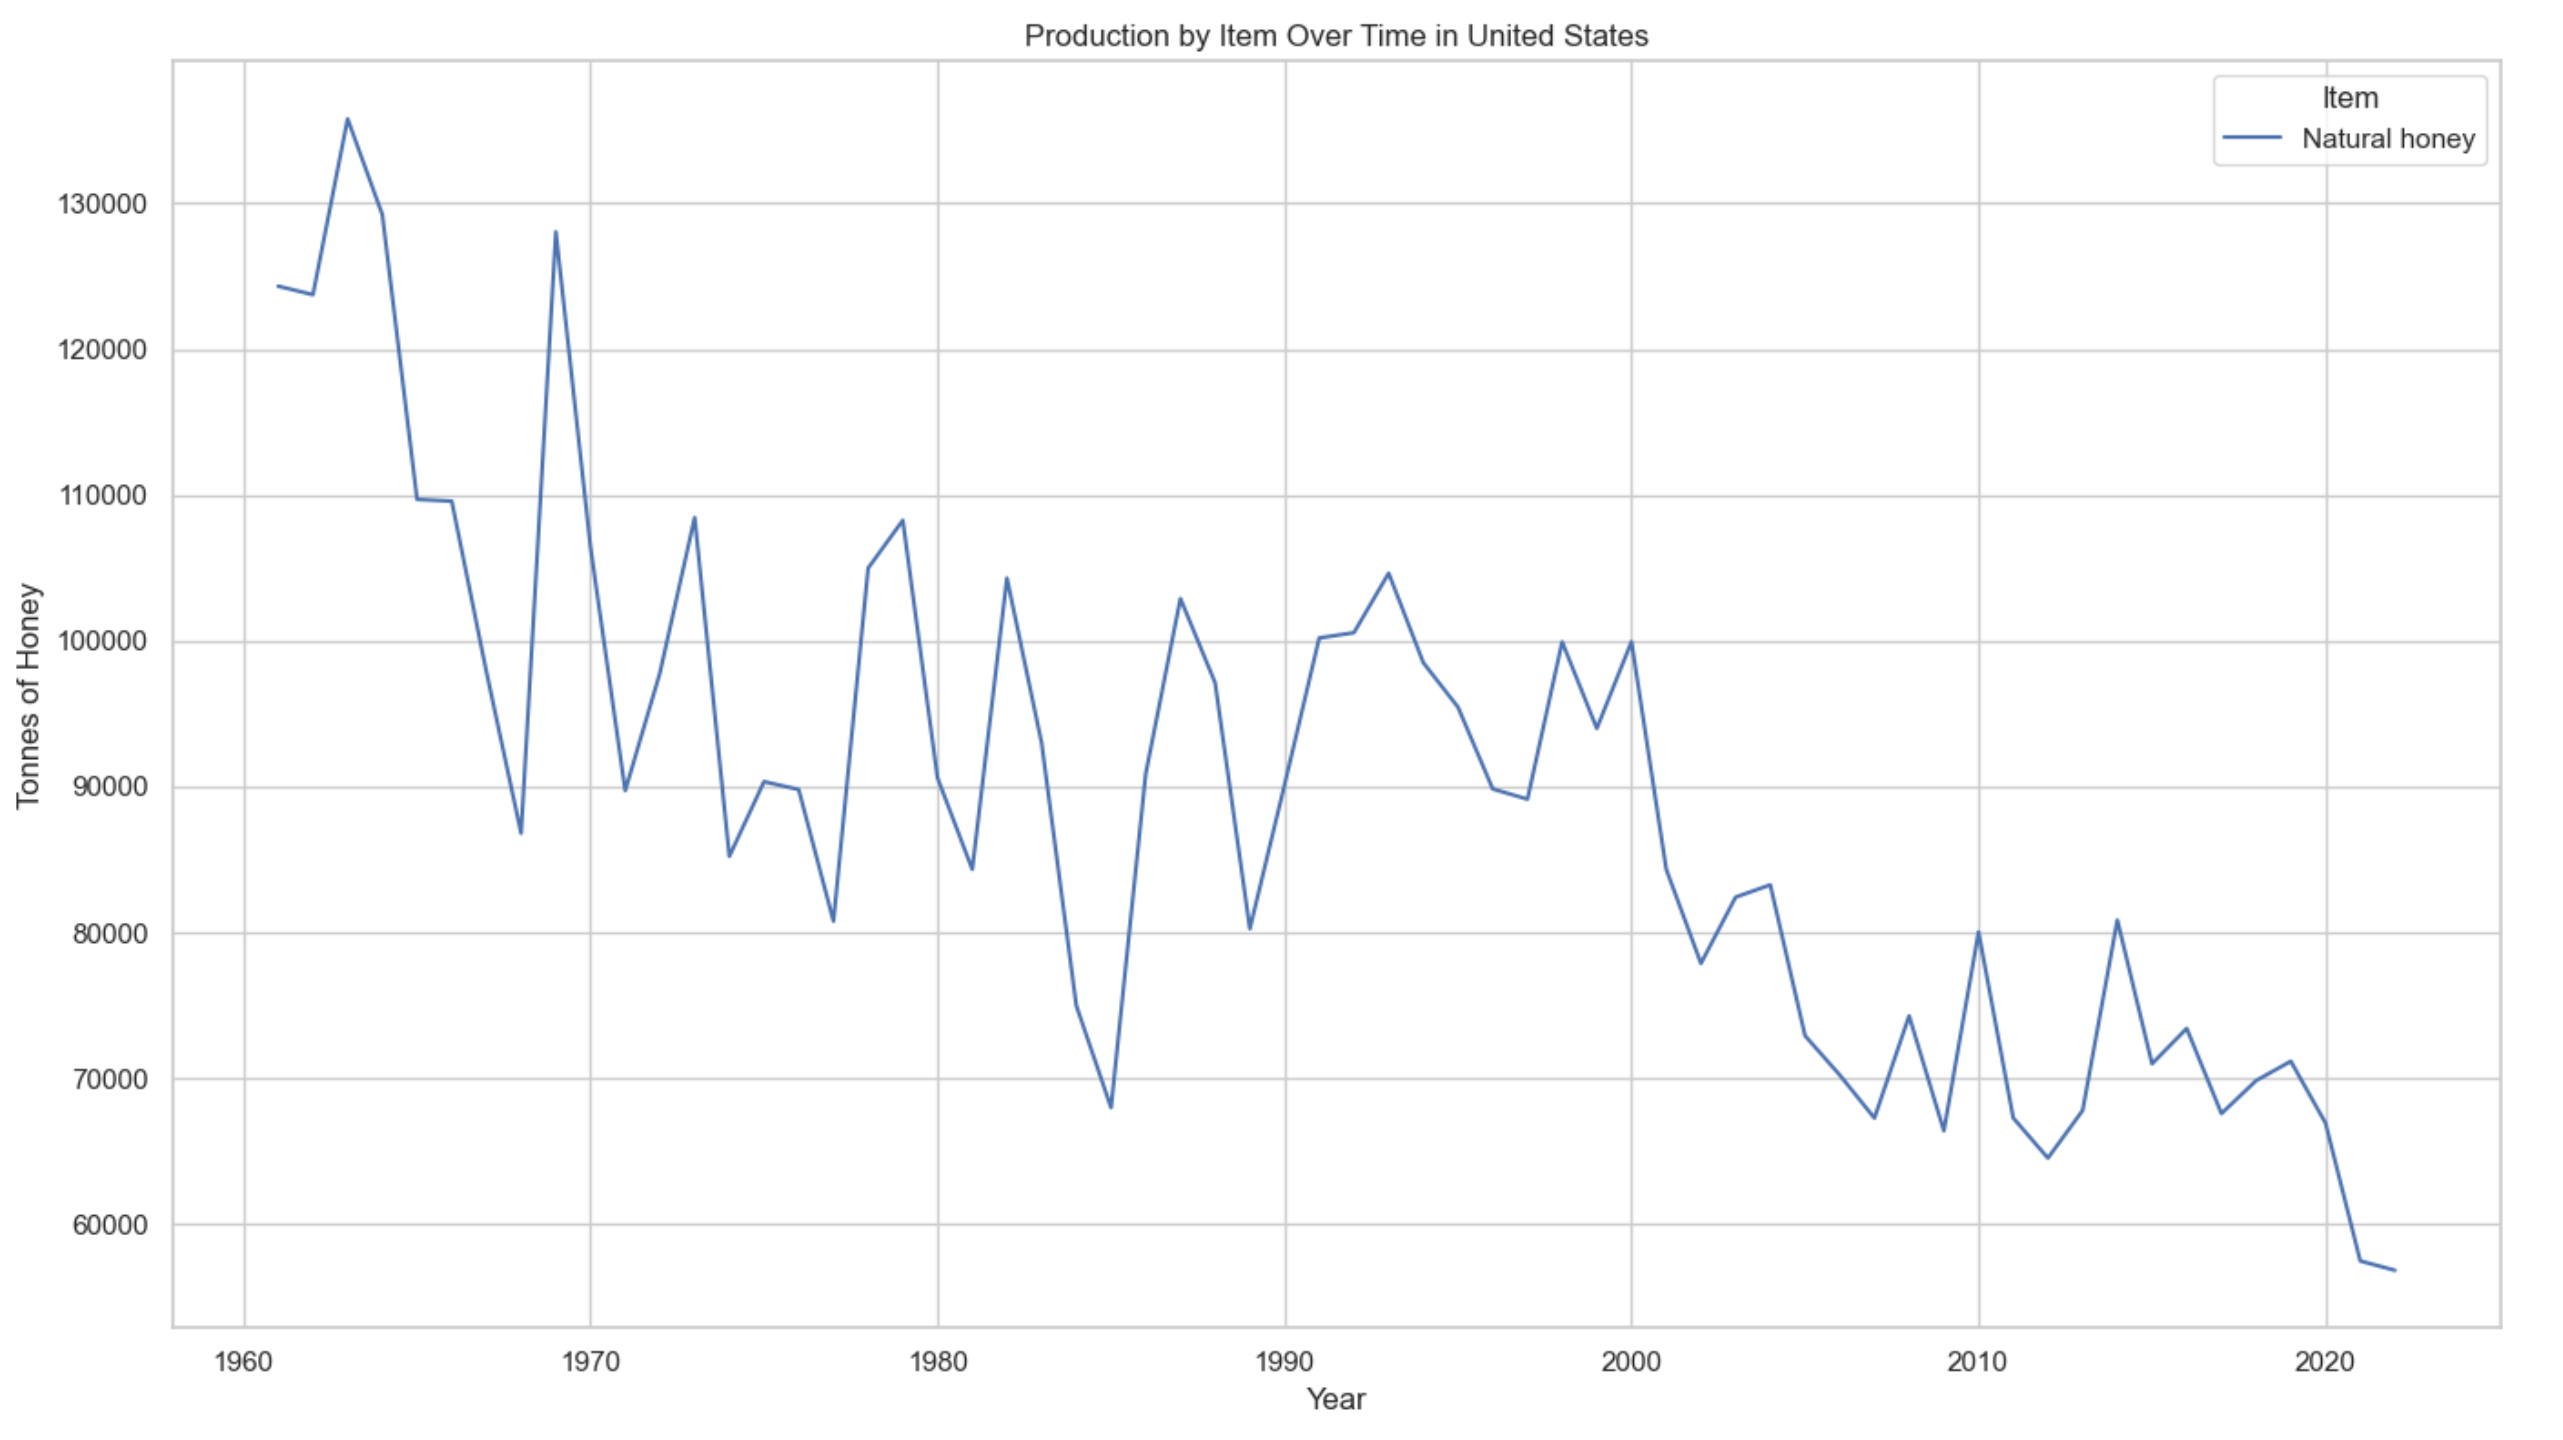 Production by Item Over Time in United States
Item
Natural honey
130000
120000
110000
100000
90000
80000
70000
60000
Tonnes of Honey
1960 1970 1980 1990 2000 2010 2020
Year